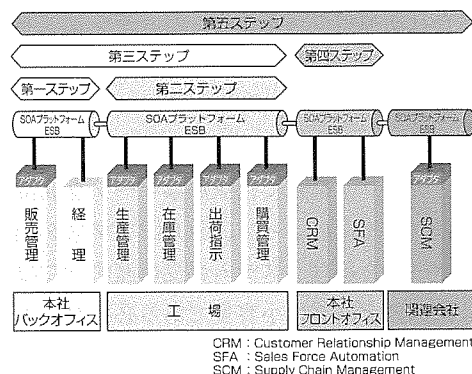 第五ステップ
第三ステップ
第四ステップ
第一ステップ
第二ステップ
SOAプラットフォーム
ESB
SOAプラットフォーム
ESB
SOAプラットフォーム
ESB
SOAプラットフォーム
ESB
アダプタ
アダプタ
アダプタ
アダプタ
アダプタ
アダプタ
アダプタ
アダプタ
販売管理
経理
生産管理
在庫管理
出荷指示
購買管理
CRM
SFA
SCM
本社
バックオフィス
工場
本社
フロントオフィス
関連会社
CRM : Customer Relationship Management
SFA : Sales Force Automation
SCM : Supply Chain Management